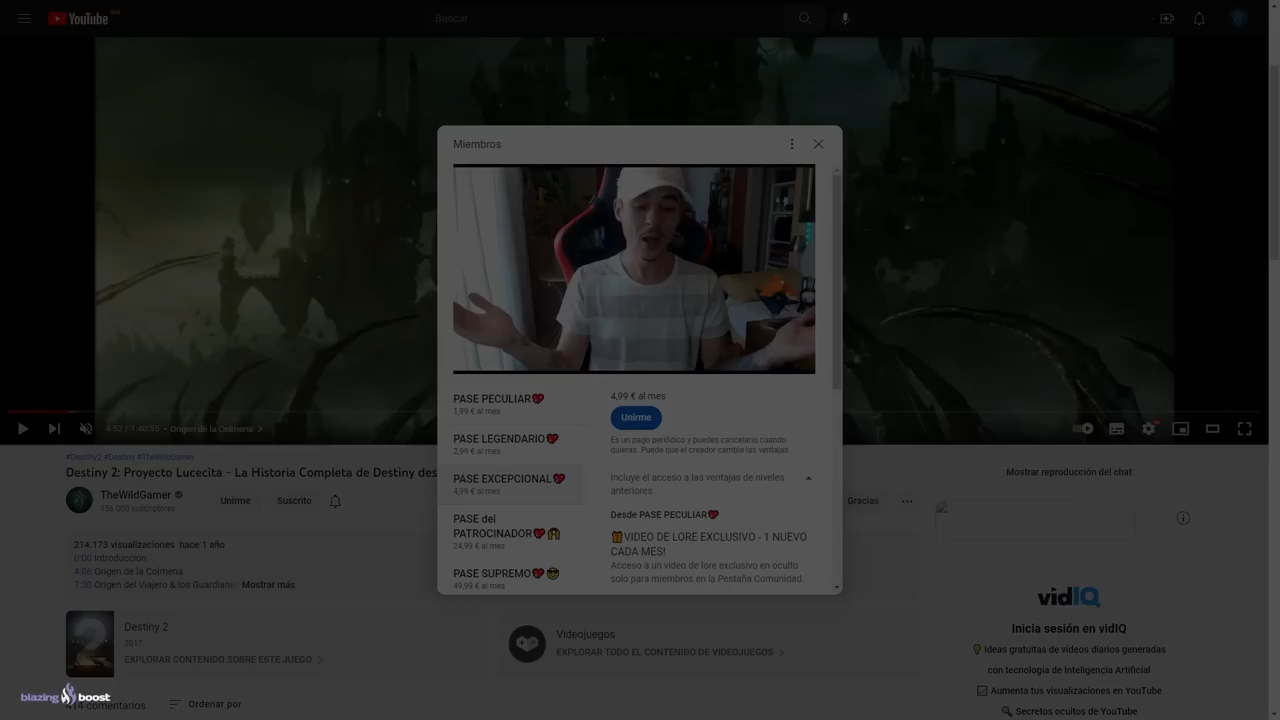 YouTube
Buscar
Miembros
PASE PECULIAR
1,99 € al mes
PASE LEGENDARIO
2,99 € al mes
PASE EXCEPCIONAL
4,99 € al mes
PASE del
PATROCINADOR
24,99 € al mes
PASE SUPREMO
49,99 € al mes
4,99 € al mes
Unirme
Es un pago periódico y puedes cancelarlo cuando
quieras. Puede que el creador cambie las ventajas
Incluye el acceso a las ventajas de niveles
anteriores.
Desde PASE PECULIAR
🎁VIDEO DE LORE EXCLUSIVO - 1 NUEVO
CADA MES!
Acceso a un video de lore exclusivo en oculto
solo para miembros en la Pestaña Comunidad.
4:52 / 1:40:55 • Origen de la Colmena
#Destiny2 #Destiny #TheWildGamer
Destiny 2: Proyecto Lucecita - La Historia Completa de Destiny des
TheWildGamer
156.000 suscriptores
Unirme
Suscrito
Gracias
214.173 visualizaciones hace 1 año
0:00 Introducción
4:06 Origen de la Colmena
7:30 Origen del Viajero & los Guardianes
Mostrar más
Destiny 2
2017
EXPLORAR CONTENIDO SOBRE ESTE JUEGO
Videojuegos
EXPLORAR TODO EL CONTENIDO DE VIDEOJUEGOS
414 comentarios
Ordenar por
Mostrar reproducción del chat
vidIQ
Inicia sesión en vidIQ
💡 Ideas gratuitas de vídeos diarios generadas
con tecnología de Inteligencia Artificial
Aumenta tus visualizaciones en YouTube
🔍 Secretos ocultos de YouTube
blazing boost